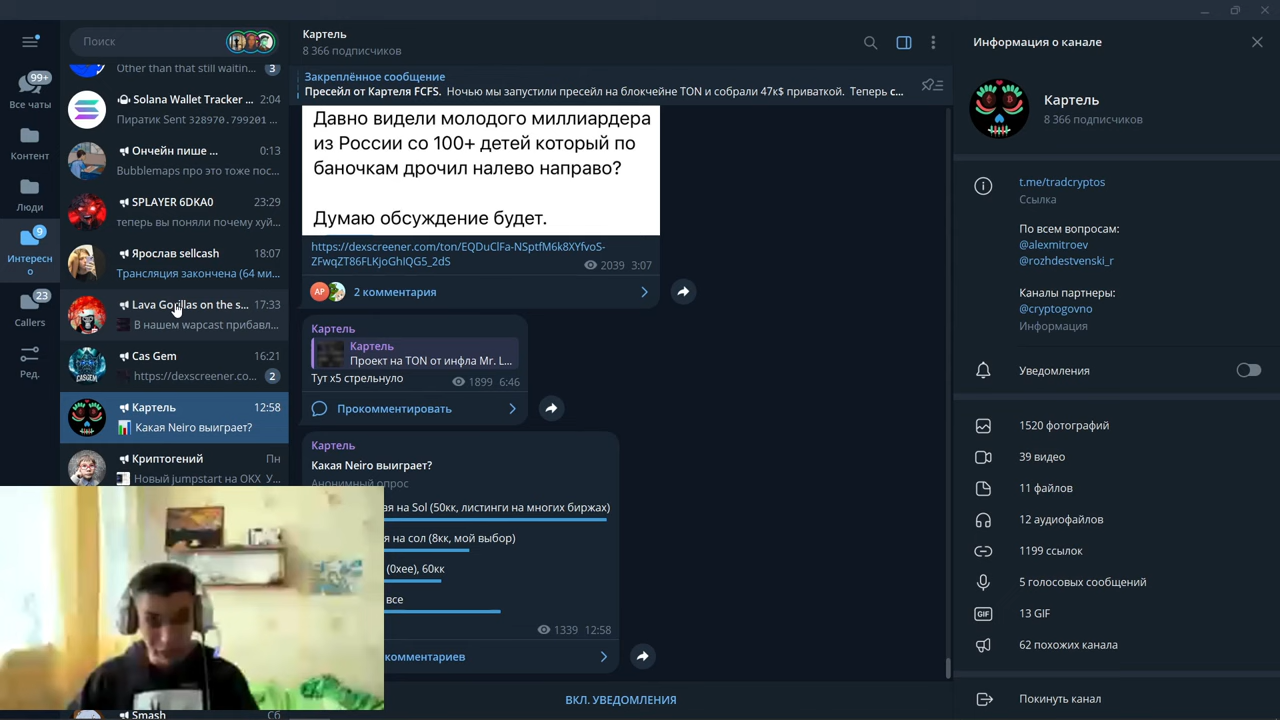 Поиск
99+
Все чаты
Контент
Люди
9
Интересн
о
23
Callers
Ред.
Other than that still waitin...
3
Solana Wallet Tracker ...
2:04
Пиратик Sent 328970.799201 ...
Ончейн пише ...
0:13
Bubblemaps про это тоже пос...
SPLAYER 6DKA0
23:29
теперь вы поняли почему хуй...
Ярослав sellcash
18:07
Трансляция закончена (64 ми...
Lava Gorillas on the s...
17:33
В нашем warpcast прибавл...
Cas Gem
16:21
https://dexscreener.co...
2
Картель
12:58
Какая Neiro выиграет?
Криптогений
Пн
Новый jumpstart на OKX У...
Smash
Сб
Картель
8 366 подписчиков
Закреплённое сообщение
Пресейл от Картеля FCFS. Ночью мы запустили пресейл на блокчейне TON и собрали 47к$ приваткой. Теперь с...
Давно видели молодого миллиардера
из России со 100+ детей который по
баночкам дрочил налево направо?
Думаю обсуждение будет.
https://dexscreener.com/ton/EQDuClFa-NSptfM6k8XYfvoS-
ZFwqZT86FLKjoGhIQG5_2dS
2039 3:07
АР
2 комментария
Картель
Картель
Проект на TON от инфла Mr. L...
Тут х5 стрельнуло
1899 6:46
Прокомментировать
Картель
Какая Neiro выиграет?
Анонимный опрос
ая на Sol (50кк, листинги на многих биржах)
я на сол (8кк, мой выбор)
(0хее), 60кк
все
1339 12:58
комментариев
ВКЛ. УВЕДОМЛЕНИЯ
Информация о канале
Картель
8 366 подписчиков
t.me/tradcryptos
Ссылка
По всем вопросам:
@alexmitroev
@rozhdestvenski_r
Каналы партнеры:
@cryptogovno
Информация
Уведомления
1520 фотографий
39 видео
11 файлов
12 аудиофайлов
1199 ссылок
5 голосовых сообщений
GIF
13 GIF
62 похожих канала
Покинуть канал